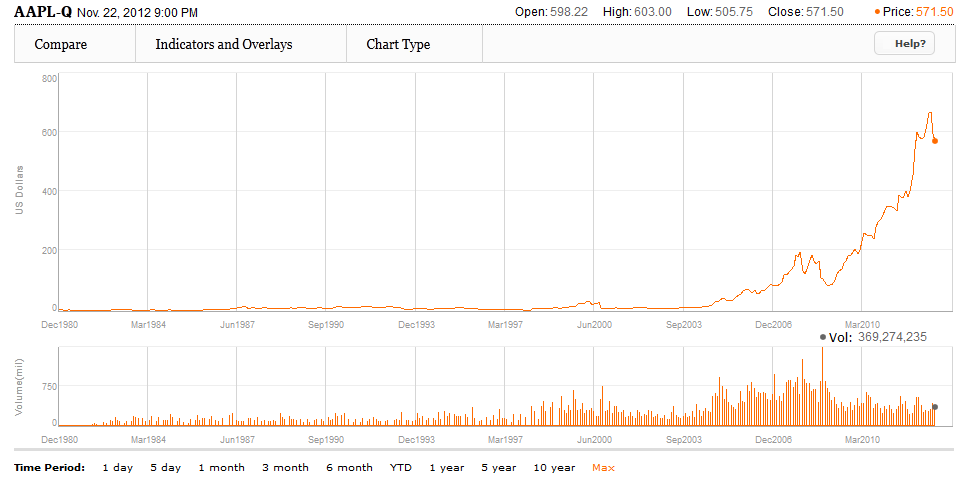 AAPL-Q Nov. 22, 2012 9:00 PM Open: 598.22 High: 603.00 Low: 505.75 Close: 571.50 Price: 571.50
Compare Indicators and Overlays Chart Type Help?
800
600
400
200
0
US Dollars
Dec1980 Mar1984 Jun1987 Sep1990 Dec1993 Mar1997 Jun2000 Sep2003 Dec2006 Mar2010
Vol: 369,274,235
750
0
Volume(mil)
Dec1980 Mar1984 Jun1987 Sep1990 Dec1993 Mar1997 Jun2000 Sep2003 Dec2006 Mar2010
Time Period: 1 day 5 day 1 month 3 month 6 month YTD 1 year 5 year 10 year Max